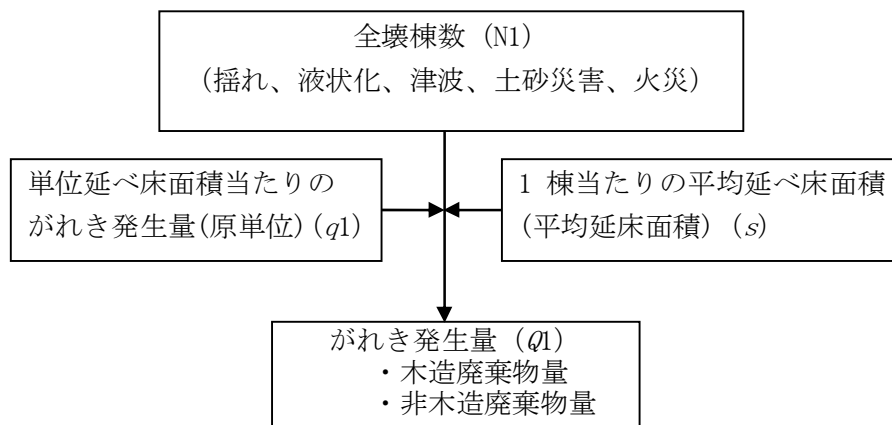 全壊棟数 (N1)
(揺れ、液状化、津波、土砂災害、火災)
単位延べ床面積当たりの
がれき発生量(原単位)(q1)
1 棟当たりの平均延べ床面積
(平均延床面積) (s)
がれき発生量 (Q1)
・木造廃棄物量
・非木造廃棄物量